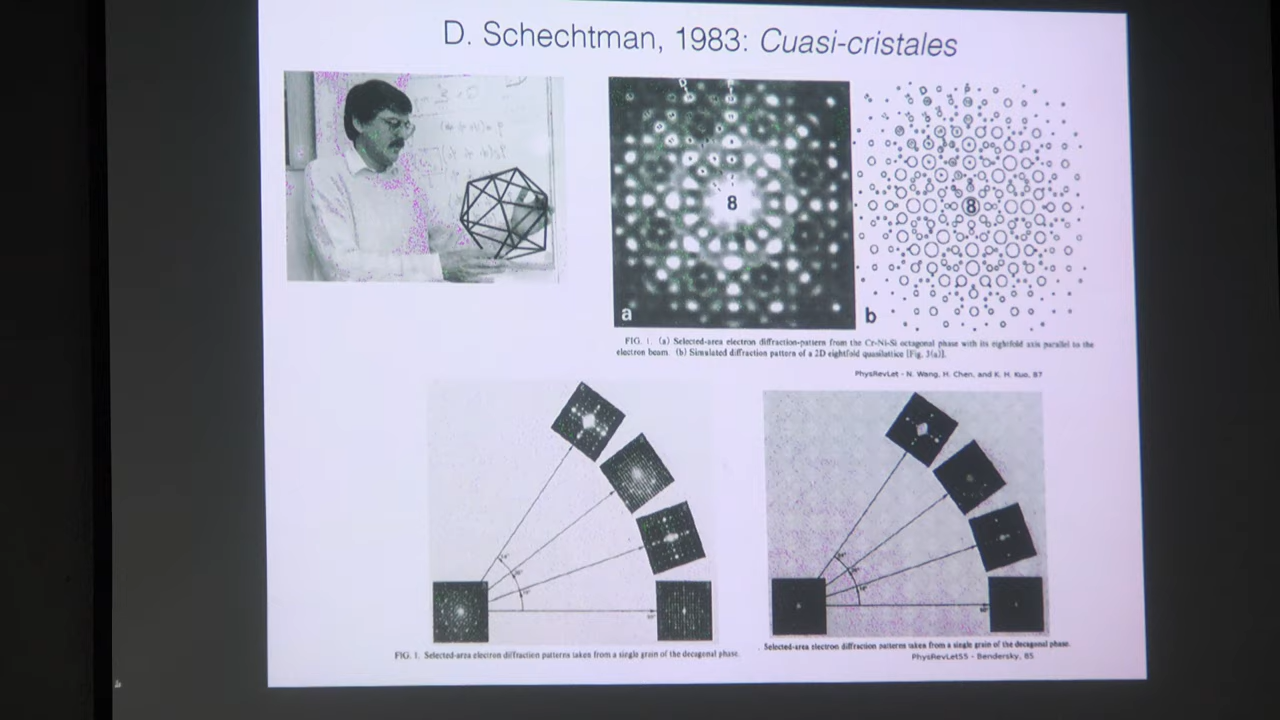 D. Schechtman, 1983: Cuasi-cristales
8
8
a
b
FIG. 1. (a) Selected-area electron diffraction-pattern from the Cr-Ni-Si octagonal phase with its eightfold axis parallel to the
electron beam. (b) Simulated diffraction pattern of a 2D eightfold quasilattice [Fig. 3(a)].
PhysRevLet - N. Wang, H. Chen, and K. H. Kuo, 87
FIG. 1. Selected-area electron diffraction patterns taken from a single grain of the decagonal phase.
Selected-area electron diffraction patterns taken from a single grain of the decagonal phase.
PhysRevLet55 - Bendersky, 85